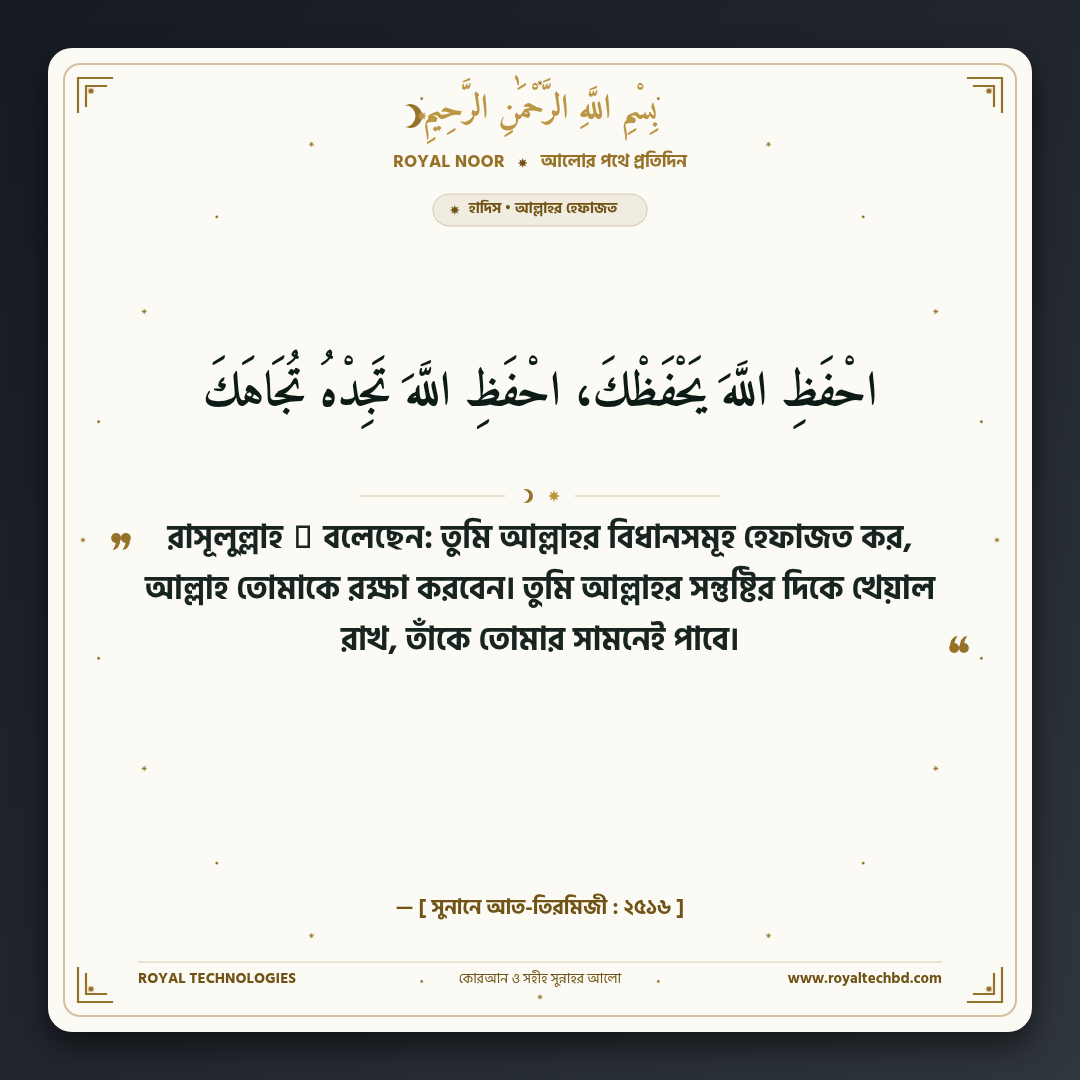 بِسْمِ اللَّهِ الرَّحْمَٰنِ الرَّحِيمِ
ROYAL NOOR ✷ আলোর পথে প্রতিদিন
✷ হাদিস • আল্লাহর হেফাজত
احْفَظِ اللَّهَ يَحْفَظْكَ، احْفَظِ اللَّهَ تَجِدْهُ تُجَاهَكَ
❞ রাসূলুল্লাহ ▯ বলেছেন: তুমি আল্লাহর বিধানসমূহ হেফাজত কর,
আল্লাহ তোমাকে রক্ষা করবেন। তুমি আল্লাহর সন্তুষ্টির দিকে খেয়াল
রাখ, তাঁকে তোমার সামনেই পাবে। ❝
— [ সুনানে আত-তিরমিজী : ২৫১৬ ]
ROYAL TECHNOLOGIES
কোরআন ও সহীহ সুন্নাহর আলো
www.royaltechbd.com